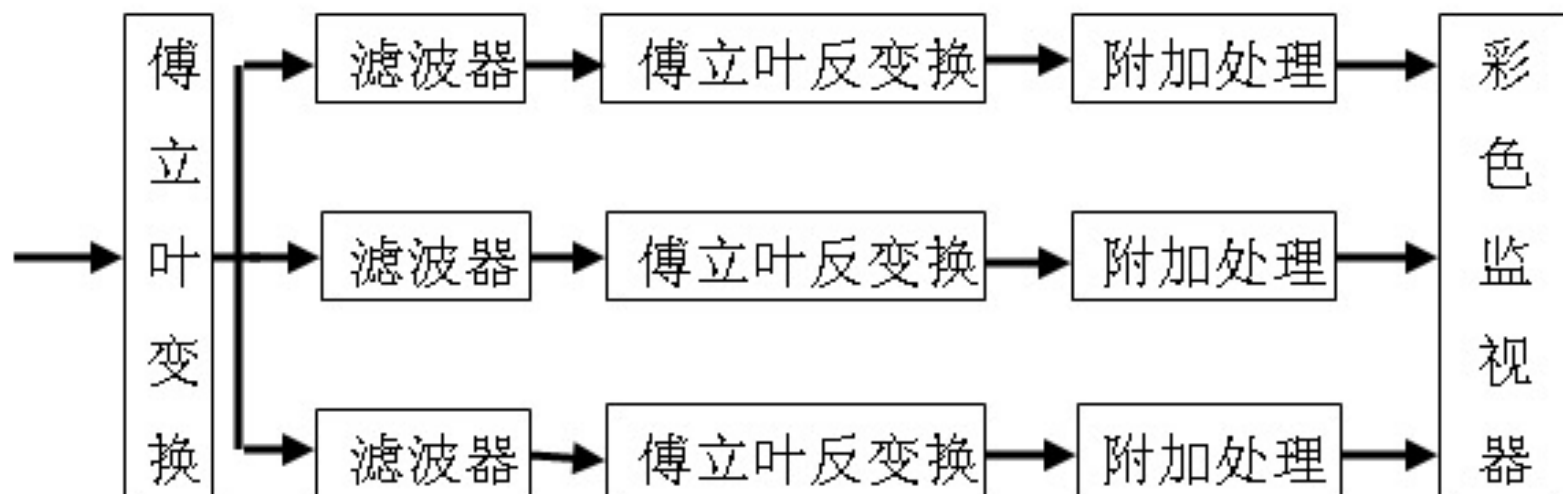 傅立叶变换
滤波器
傅立叶反变换
附加处理
滤波器
傅立叶反变换
附加处理
滤波器
傅立叶反变换
附加处理
彩色监视器